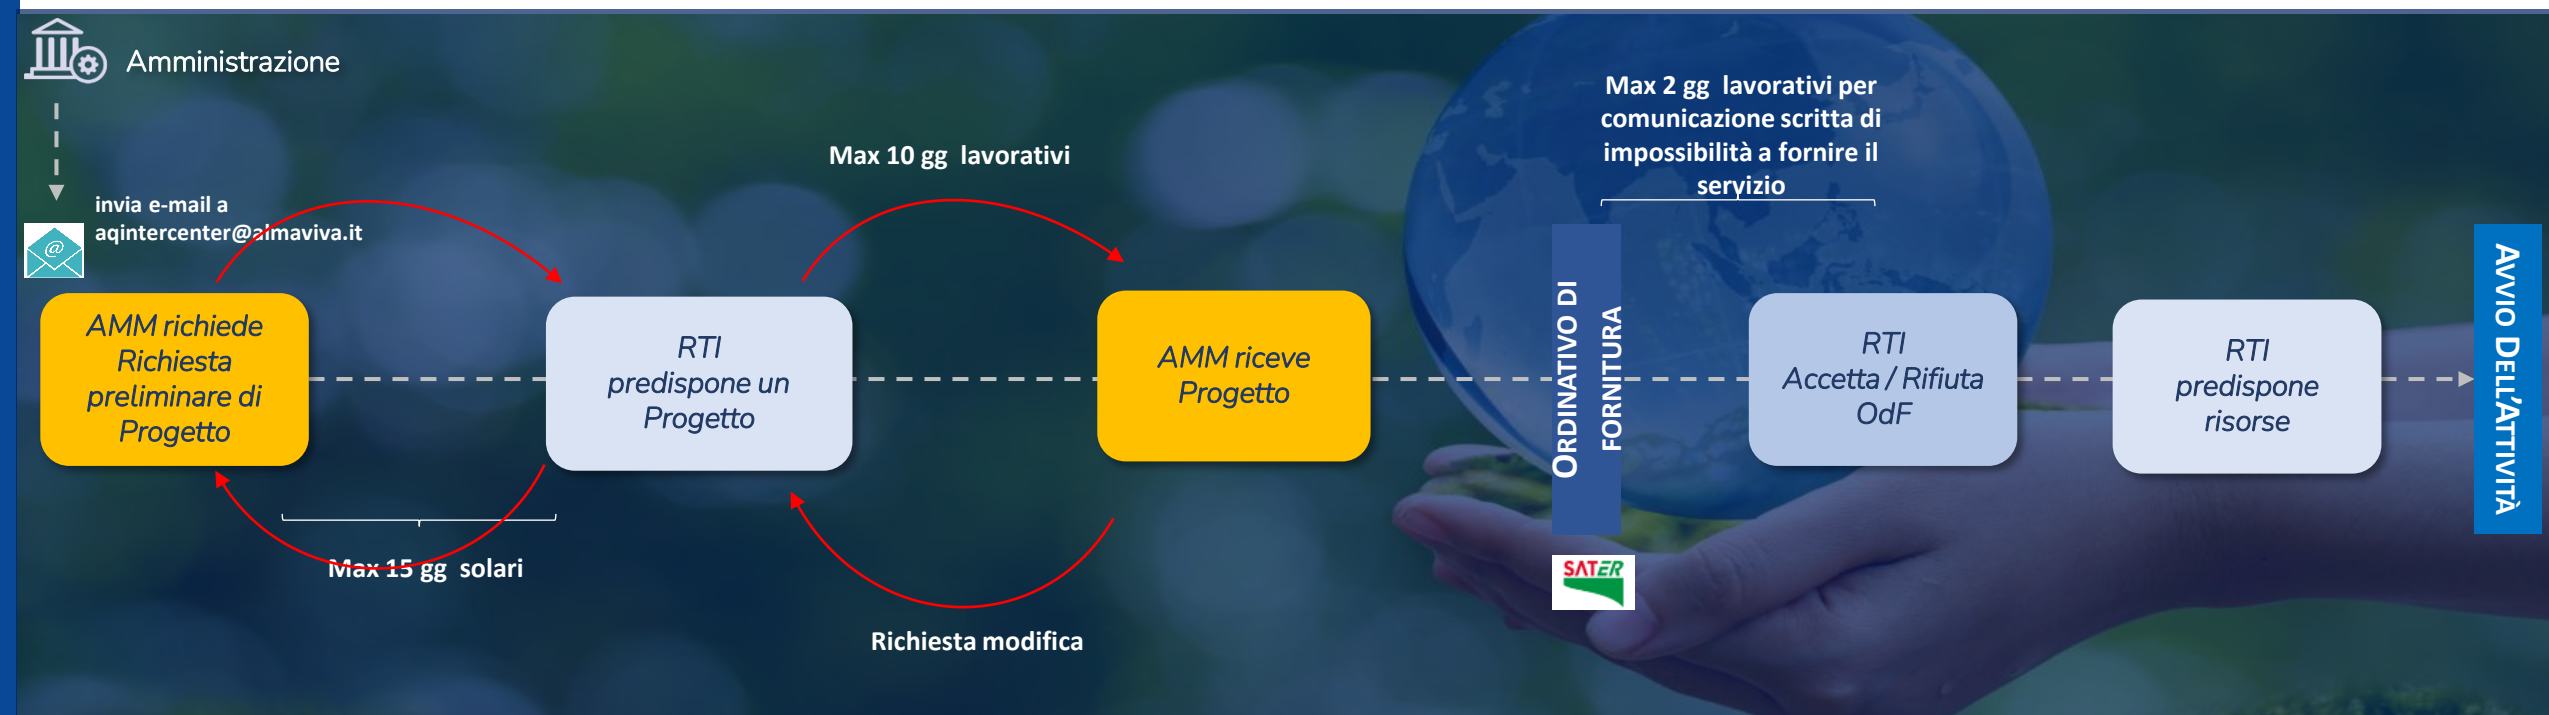 Amministrazione
invia e-mail a
aqintercenter@almaviva.it
@
AMM richiede
Richiesta
preliminare di
Progetto
Max 15 gg solari
RTI
predispone un
Progetto
Max 10 gg lavorativi
Richiesta modifica
AMM riceve
Progetto
ORDINATIVO DI
FORNITURA
SATER
Max 2 gg lavorativi per
comunicazione scritta di
impossibilità a fornire il
servizio
RTI
Accetta / Rifiuta
OdF
RTI
predispone
risorse
AVVIO DELL'ATTIVITÀ